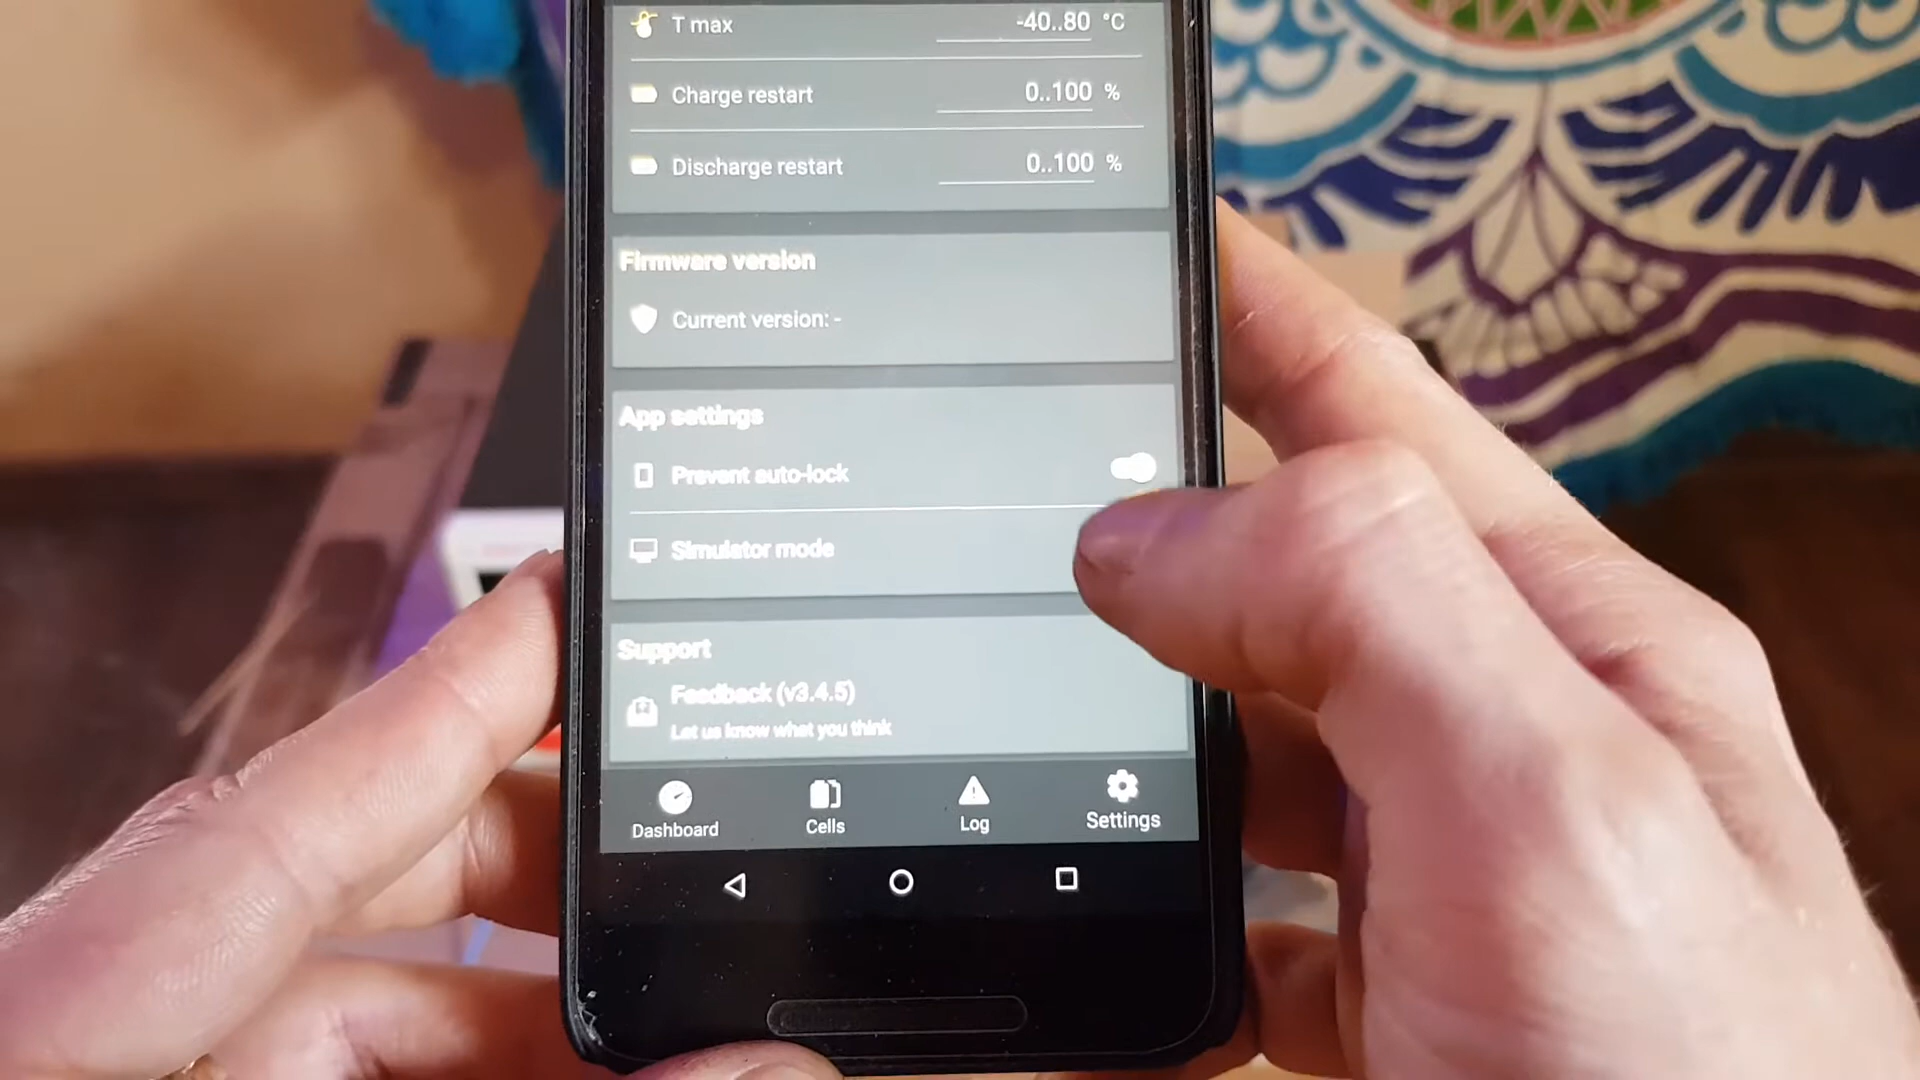 T max -40..80 °C
Charge restart 0..100 %
Discharge restart 0..100 %
Firmware version
Current version: -
App settings
Prevent auto-lock
Simulator mode
Support
Feedback (v3.4.5)
Let us know what you think
Dashboard Cells Log Settings